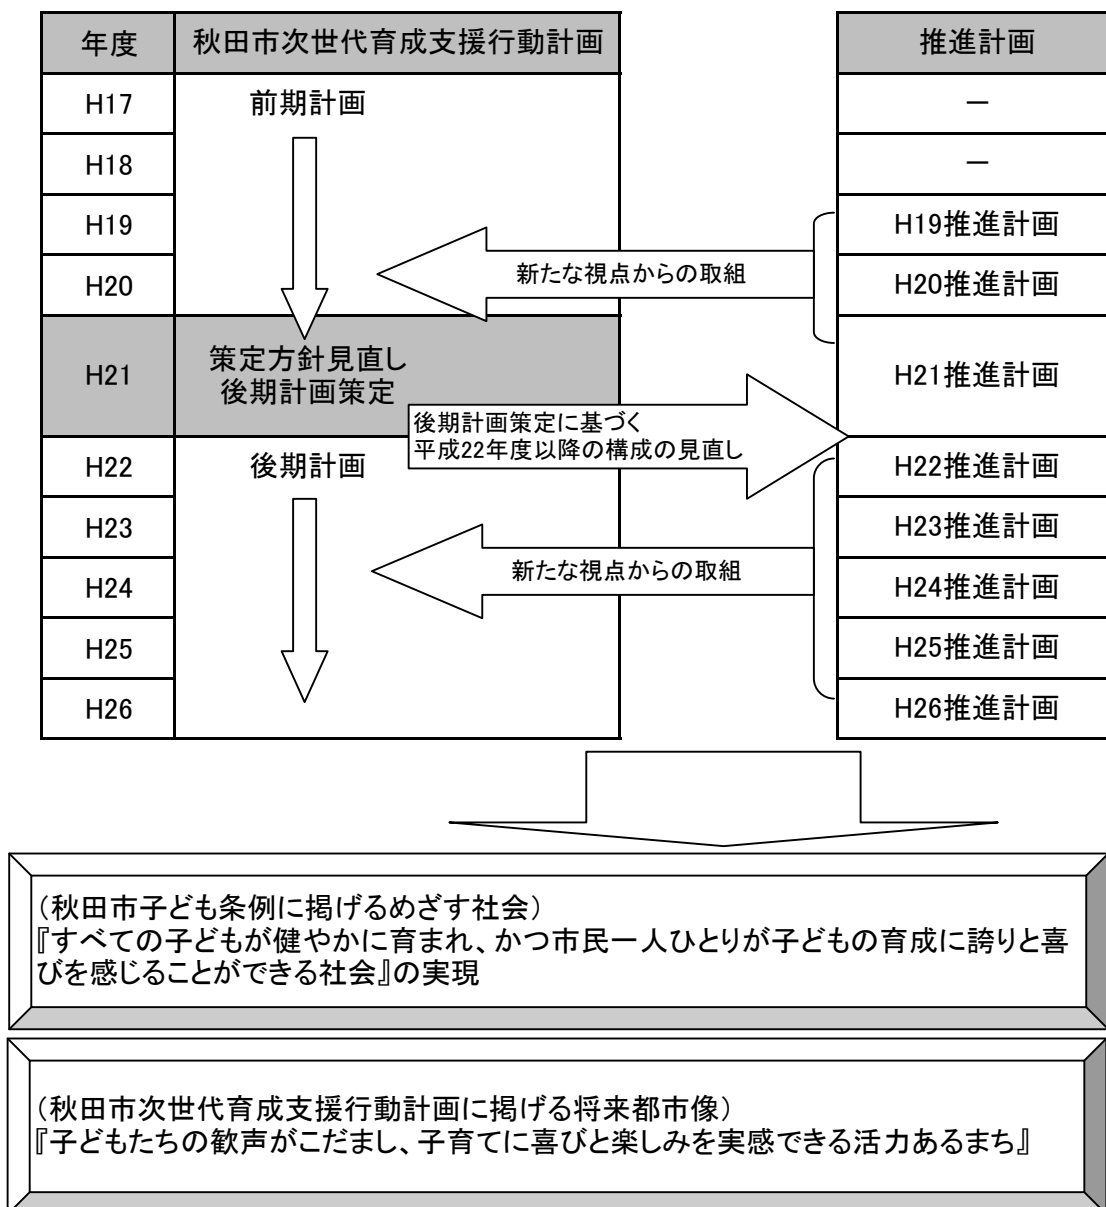 年度 秋田市次世代育成支援行動計画 推進計画
H17 前期計画 －
H18 －
H19 H19推進計画
新たな視点からの取組
H20 H20推進計画
策定方針見直し
H21 H21推進計画
後期計画策定
後期計画策定に基づく
平成22年度以降の構成の見直し
H22 後期計画 H22推進計画
H23 H23推進計画
新たな視点からの取組
H24 H24推進計画
H25 H25推進計画
H26 H26推進計画
（秋田市子ども条例に掲げるめざす社会）
『すべての子どもが健やかに育まれ、かつ市民一人ひとりが子どもの育成に誇りと喜
びを感じることができる社会』の実現
（秋田市次世代育成支援行動計画に掲げる将来都市像）
『子どもたちの歓声がこだまし、子育てに喜びと楽しみを実感できる活力あるまち』